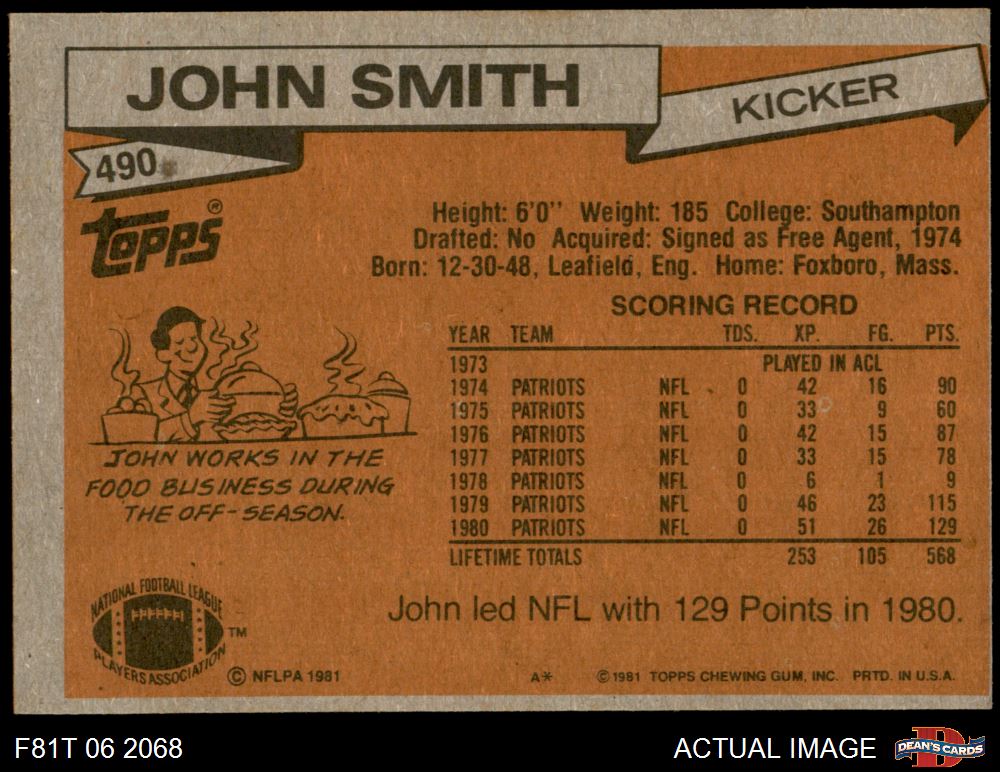 JOHN SMITH
KICKER
490
TOPPS®
Height: 6'0" Weight: 185 College: Southampton
Drafted: No Acquired: Signed as Free Agent, 1974
Born: 12-30-48, Leafield, Eng. Home: Foxboro, Mass.
SCORING RECORD
YEAR TEAM TDS. XP. FG. PTS.
1973 PLAYED IN ACL
1974 PATRIOTS NFL 0 42 16 90
1975 PATRIOTS NFL 0 33 9 60
1976 PATRIOTS NFL 0 42 15 87
1977 PATRIOTS NFL 0 33 15 78
1978 PATRIOTS NFL 0 6 1 9
1979 PATRIOTS NFL 0 46 23 115
1980 PATRIOTS NFL 0 51 26 129
LIFETIME TOTALS 253 105 568
JOHN WORKS IN THE
FOOD BUSINESS DURING
THE OFF-SEASON.
John led NFL with 129 Points in 1980.
NATIONAL FOOTBALL LEAGUE
PLAYERS ASSOCIATION
TM
© NFLPA 1981
A* © 1981 TOPPS CHEWING GUM, INC. PRTD. IN U.S.A.
F81T 06 2068
ACTUAL IMAGE
D
DEAN'S CARDS